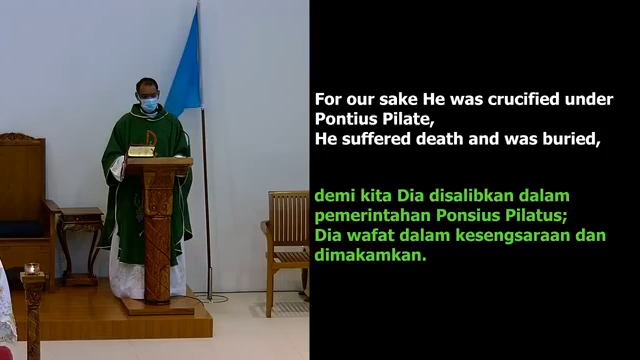 For our sake He was crucified under
Pontius Pilate,
He suffered death and was buried,
demi kita Dia disalibkan dalam
pemerintahan Ponsius Pilatus;
Dia wafat dalam kesengsaraan dan
dimakamkan.